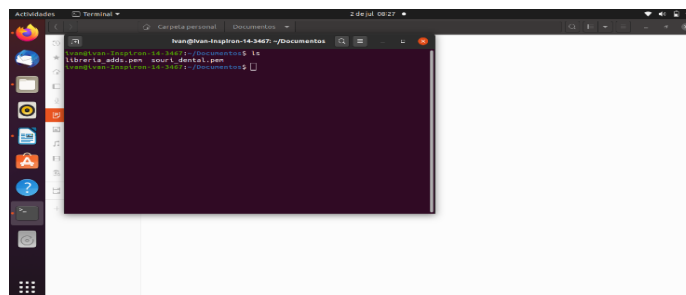 Actividades Terminal 2 de jul 08:27
Carpeta personal Documentos
ivan@ivan-Inspiron-14-3467: ~/Documentos
ivan@ivan-Inspiron-14-3467:~/Documentos$ ls
libreria_adds.pem souri_dental.pem
ivan@ivan-Inspiron-14-3467:~/Documentos$